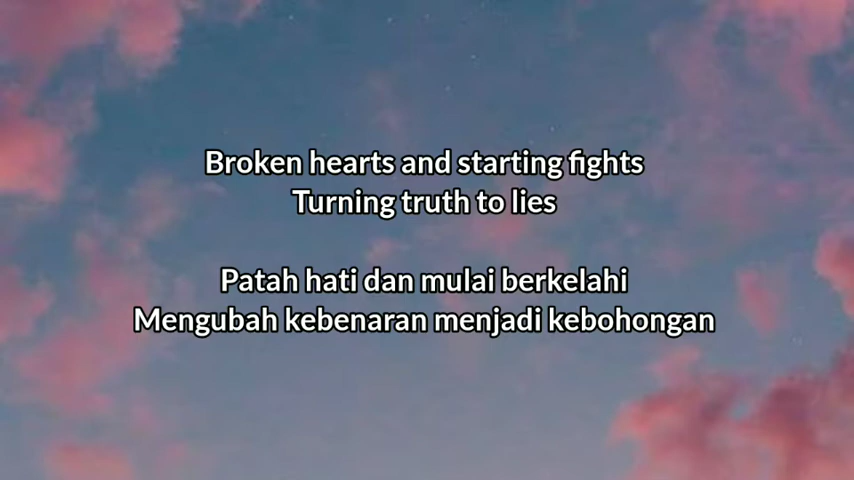 Broken hearts and starting fights
Turning truth to lies
Patah hati dan mulai berkelahi
Mengubah kebenaran menjadi kebohongan